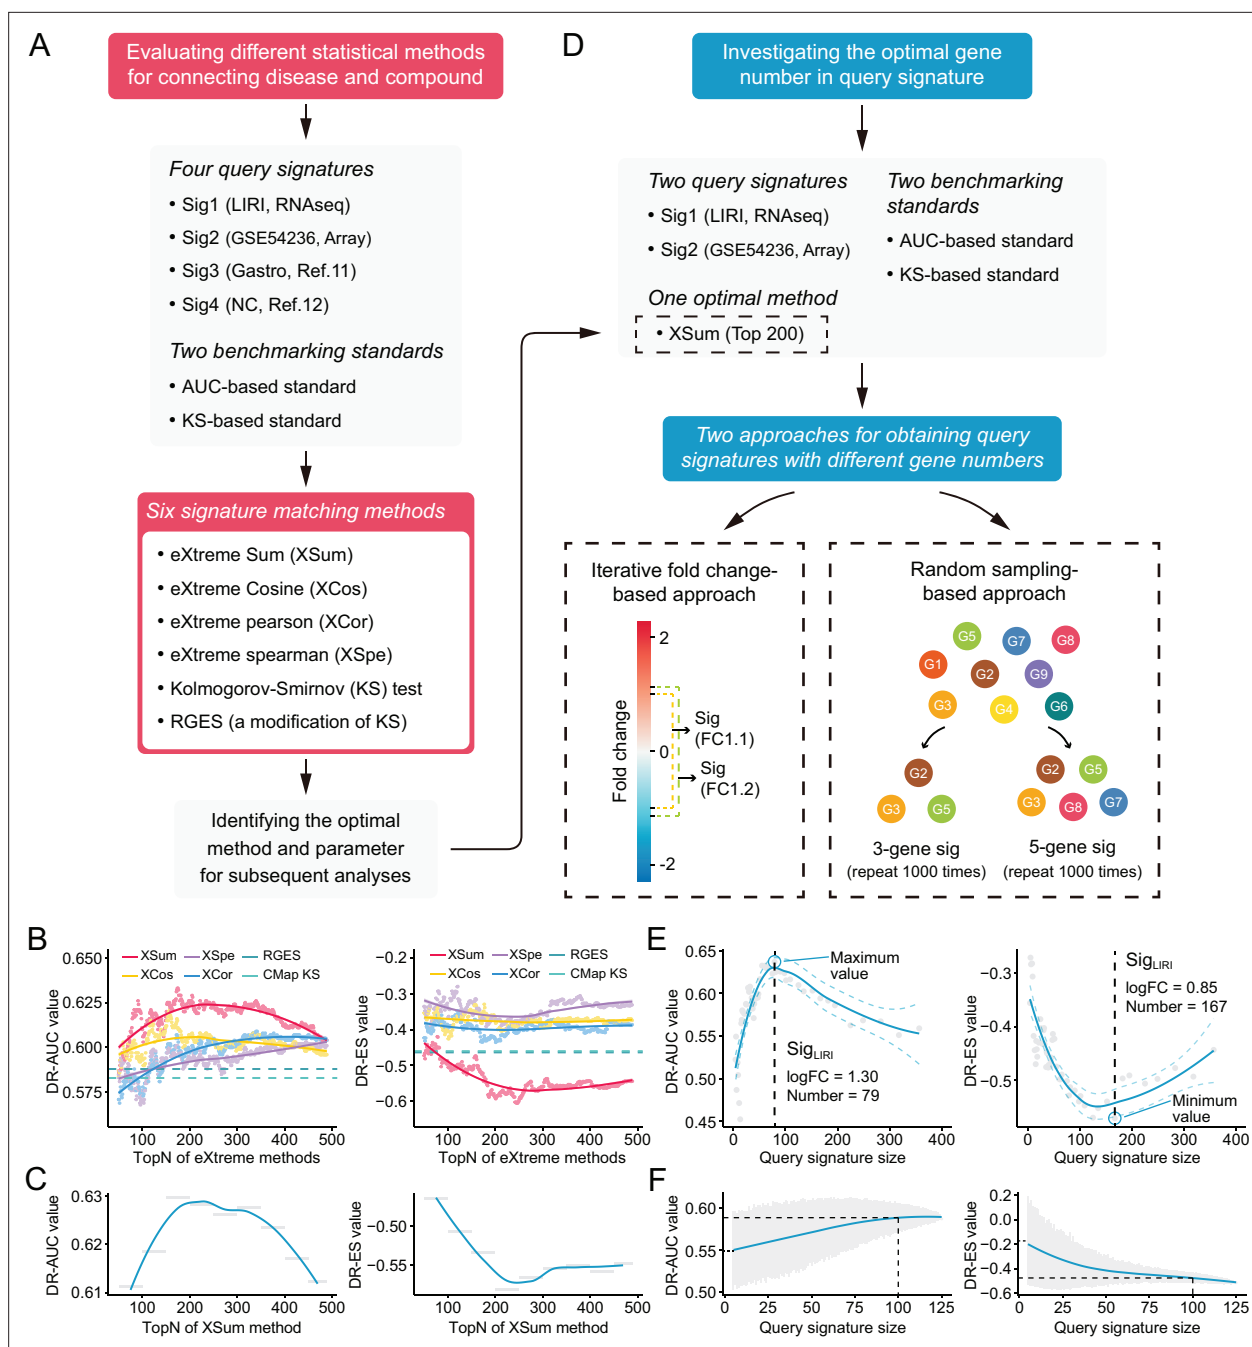 A
Evaluating different statistical methods
for connecting disease and compound
Four query signatures
• Sig1 (LIRI, RNAseq)
• Sig2 (GSE54236, Array)
• Sig3 (Gastro, Ref.11)
• Sig4 (NC, Ref.12)
Two benchmarking standards
• AUC-based standard
• KS-based standard
Six signature matching methods
• eXtreme Sum (XSum)
• eXtreme Cosine (XCos)
• eXtreme pearson (XCor)
• eXtreme spearman (XSpe)
• Kolmogorov-Smirnov (KS) test
• RGES (a modification of KS)
Identifying the optimal
method and parameter
for subsequent analyses
D
Investigating the optimal gene
number in query signature
Two query signatures
• Sig1 (LIRI, RNAseq)
• Sig2 (GSE54236, Array)
One optimal method
• XSum (Top 200)
Two benchmarking
standards
• AUC-based standard
• KS-based standard
Two approaches for obtaining query
signatures with different gene numbers
Iterative fold change-
based approach
Fold change
2
0
-2
Sig
(FC1.1)
Sig
(FC1.2)
Random sampling-
based approach
G5
G7
G8
G1
G2
G9
G3
G4
G6
G2
G3
G5
3-gene sig
(repeat 1000 times)
G2
G5
G3
G8
G7
5-gene sig
(repeat 1000 times)
B
XSum
XSpe
RGES
XCos
XCor
CMap KS
DR-AUC value
0.650
0.625
0.600
0.575
100 200 300 400 500
TopN of eXtreme methods
XSum
XSpe
RGES
XCos
XCor
CMap KS
DR-ES value
−0.2
−0.3
−0.4
−0.5
−0.6
100 200 300 400 500
TopN of eXtreme methods
C
DR-AUC value
0.63
0.62
0.61
100 200 300 400 500
TopN of XSum method
DR-ES value
−0.50
−0.55
100 200 300 400 500
TopN of XSum method
E
DR-AUC value
0.65
0.60
0.55
0.50
0.45
Maximum
value
SigLIRI
logFC = 1.30
Number = 79
0 100 200 300 400
Query signature size
DR-ES value
−0.3
−0.4
−0.5
SigLIRI
logFC = 0.85
Number = 167
Minimum
value
0 100 200 300 400
Query signature size
F
DR-AUC value
0.60
0.55
0.50
0 25 50 75 100 125
Query signature size
DR-ES value
0.2
0.0
−0.2
−0.4
−0.6
0 25 50 75 100 125
Query signature size